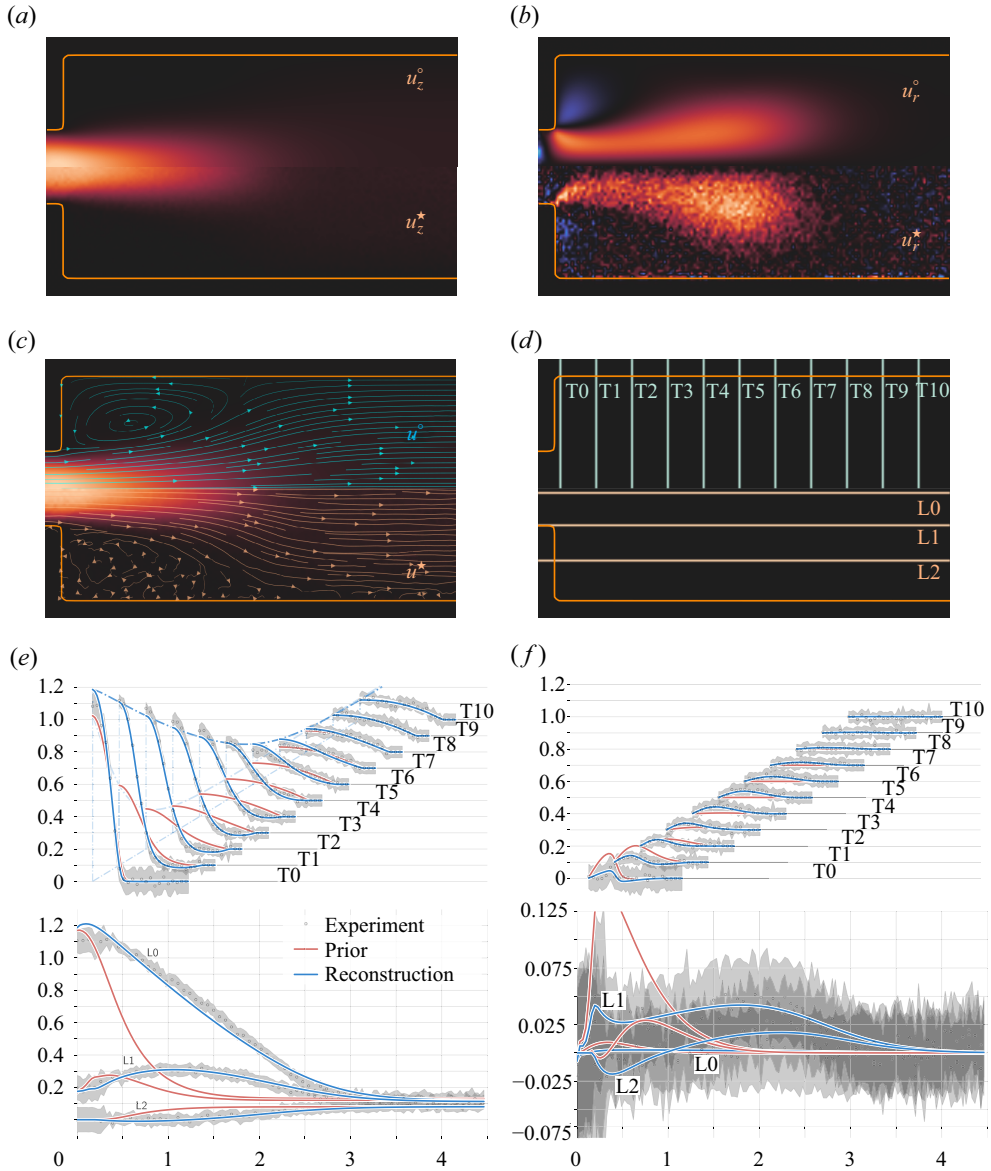 (a)
(b)
u_z°
u_z★
u_r°
u_r★
(c)
(d)
u°
u★
T0 T1 T2 T3 T4 T5 T6 T7 T8 T9 T10
L0
L1
L2
(e)
1.2
1.0
0.8
0.6
0.4
0.2
0
T10
T9
T8
T7
T6
T5
T4
T3
T2
T1
T0
1.2
1.0
0.8
0.6
0.4
0.2
0 1 2 3 4
Experiment
Prior
Reconstruction
L0
L1
L2
(f)
1.2
1.0
0.8
0.6
0.4
0.2
0
T10
T9
T8
T7
T6
T5
T4
T3
T2
T1
T0
0.125
0.075
0.025
−0.025
−0.075
L1
L0
L2
0 1 2 3 4